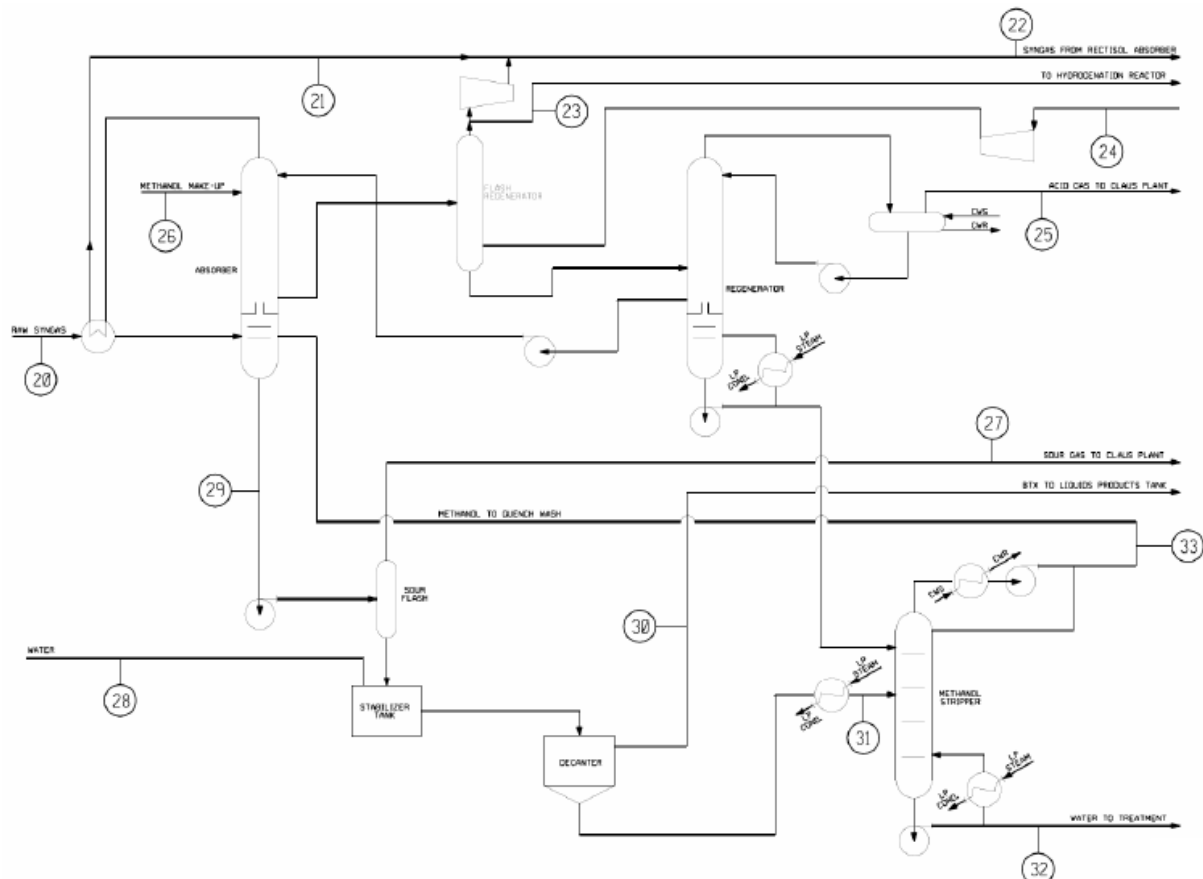 22
SYNGAS FROM RECTISOL ABSORBER
TO HYDROGENATION REACTOR
21
23
24
FLASH
REGENERATOR
METHANOL MAKE-UP
26
ACID GAS TO CLAUS PLANT
CWS
CWR
25
ABSORBER
REGENERATOR
RAW SYNGAS
20
LP
STEAM
LP
COND.
27
SOUR GAS TO CLAUS PLANT
29
BTX TO LIQUIDS PRODUCTS TANK
METHANOL TO QUENCH WASH
33
CWR
CWS
SOUR
FLASH
30
WATER
28
LP
STEAM
STABILIZER
TANK
METHANOL
STRIPPER
LP
COND.
31
DECANTER
LP
STEAM
LP
COND.
WATER TO TREATMENT
32